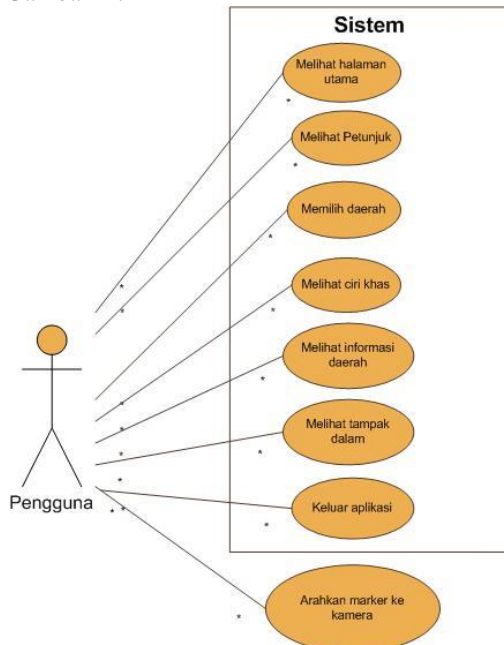 Sistem
Melihat halaman
utama
Melihat Petunjuk
Memilih daerah
Melihat ciri khas
Melihat informasi
daerah
Melihat tampak
dalam
Keluar aplikasi
Pengguna
Arahkan marker ke
kamera